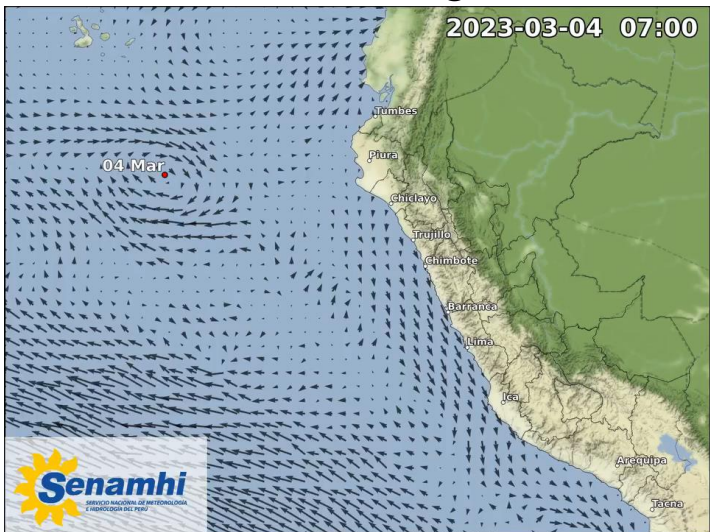 2023-03-04 07:00
Tumbes
04 Mar
Piura
Chiclayo
Trujillo
Chimbote
Barranca
Lima
Ica
Arequipa
Tacna
Senamhi
SERVICIO NACIONAL DE METEOROLOGÍA
E HIDROLOGÍA DEL PERÚ